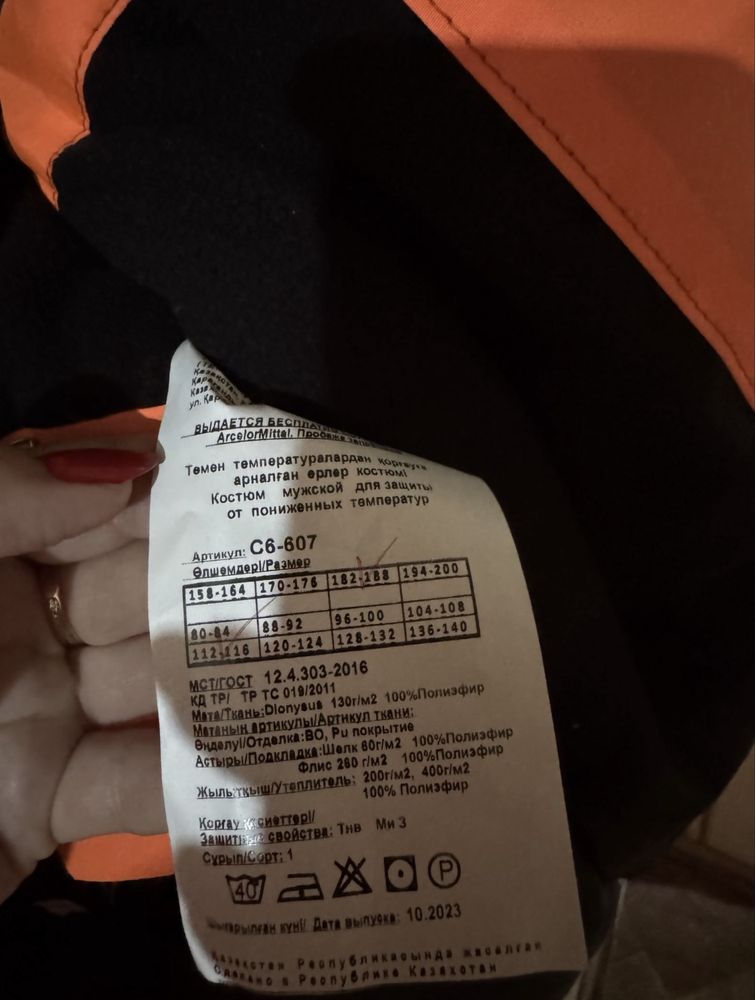 ВЫДАЕТСЯ БЕСПЛАТНО
ArcelorMittal. Продажа
Төмен температуралардан қорғауға
арналған ерлер костюмі
Костюм мужской для защиты
от пониженных температур
Артикул: С6-607
Өлшемдері/Размер
158-164 170-176 182-188 194-200
80-84 88-92 96-100 104-108
112-116 120-124 128-132 136-140
МСТ/ГОСТ 12.4.303-2016
КД ТР/ ТР ТС 019/2011
Мата/Ткань:Dionysus 130г/м2 100%Полиэфир
Матаның артикулы/Артикул ткани:
Өңделуі/Отделка:ВО, Pu покрытие
Астыры/Подкладка:Шелк 60г/м2 100%Полиэфир
Флис 260 г/м2 100%Полиэфир
Жылытқыш/Утеплитель: 200г/м2, 400г/м2
100% Полиэфир
Қорғау қасиеттері/
Защитные свойства: Тнв Ми 3
Сұрып/Сорт: 1
40 P
Шығарылған күні/ Дата выпуска: 10.2023
Қазақстан Республикасында жасалған
Сделано в Республике Казахстан